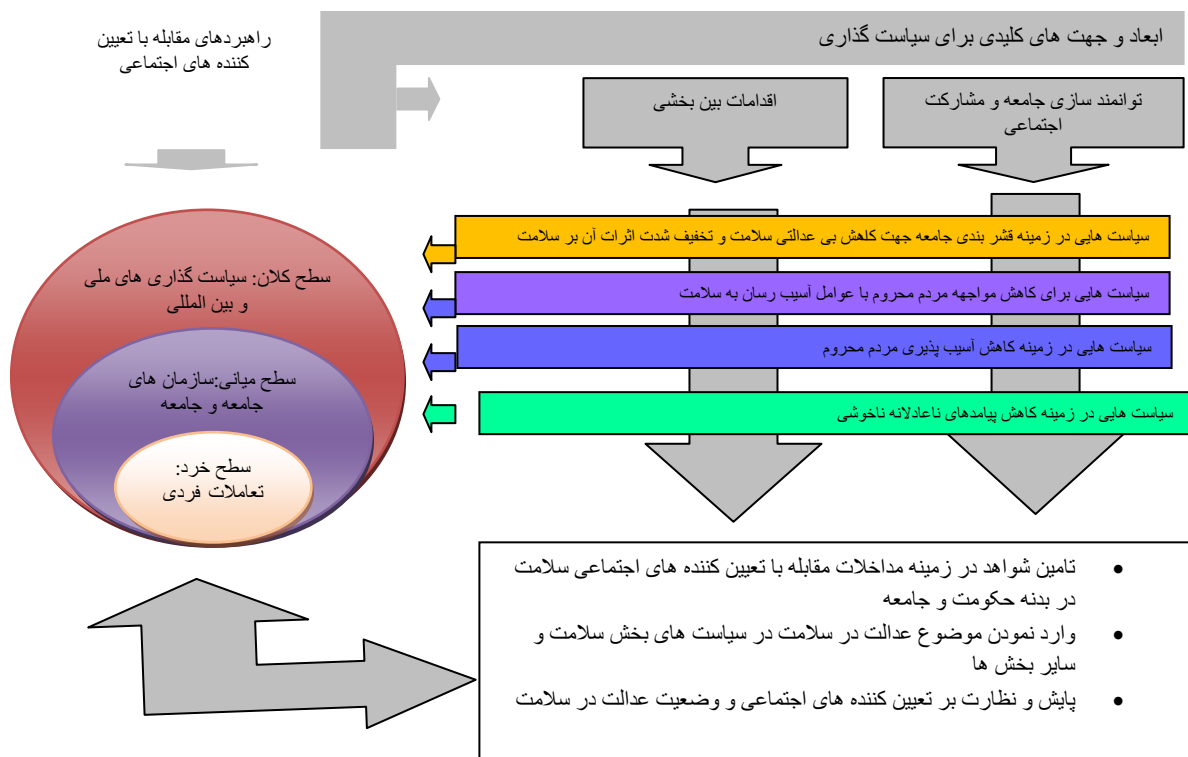 ابعاد و جهت های کلیدی برای سیاست گذاری
راهبردهای مقابله با تعیین
کننده های اجتماعی
توانمند سازی جامعه و مشارکت
اجتماعی
اقدامات بین بخشی
سیاست هایی در زمینه قشر بندی جامعه جهت کلهش بی عدالتی سلامت و تخفیف شدت اثرات آن بر سلامت
سیاست هایی برای کاهش مواجهه مردم محروم با عوامل آسیب رسان به سلامت
سیاست هایی در زمینه کاهش آسیب پذیری مردم محروم
سیاست هایی در زمینه کاهش پیامدهای ناعادلانه ناخوشی
سطح کلان: سیاست گذاری های ملی
و بین المللی
سطح میانی:سازمان های
جامعه و جامعه
سطح خرد:
تعاملات فردی
• تامین شواهد در زمینه مداخلات مقابله با تعیین کننده های اجتماعی سلامت
در بدنه حکومت و جامعه
• وارد نمودن موضوع عدالت در سلامت در سیاست های بخش سلامت و
سایر بخش ها
• پایش و نظارت بر تعیین کننده های اجتماعی و وضعیت عدالت در سلامت